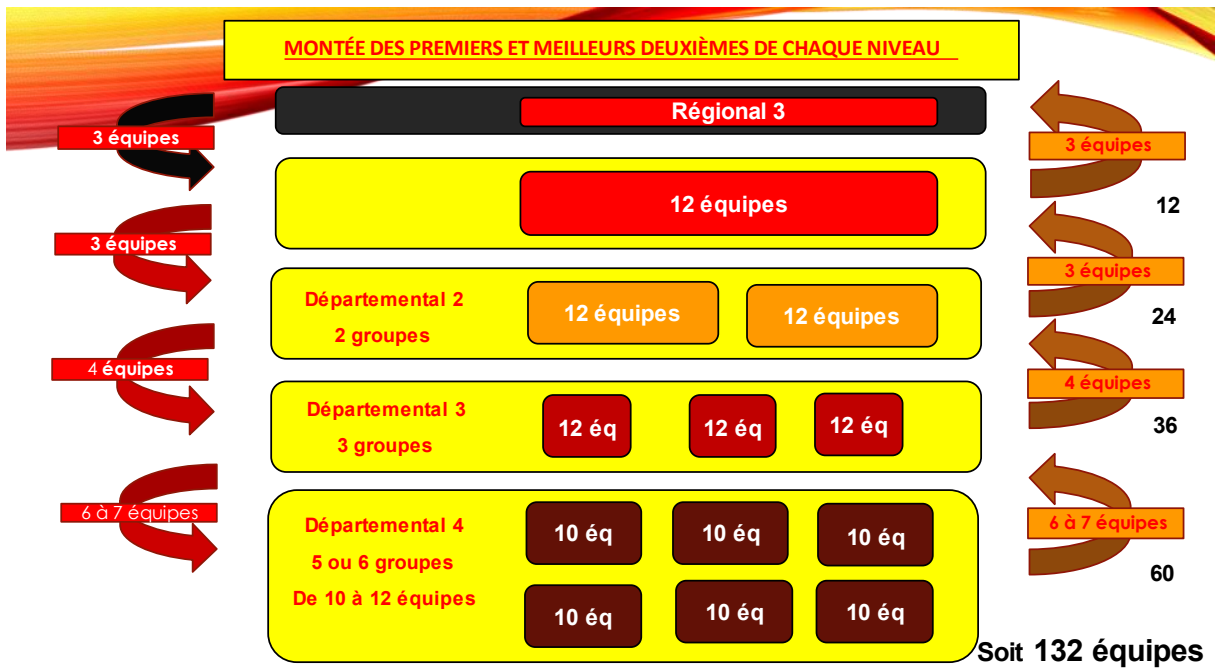 MONTÉE DES PREMIERS ET MEILLEURS DEUXIÈMES DE CHAQUE NIVEAU
Régional 3
3 équipes
3 équipes
12 équipes
12
3 équipes
3 équipes
Départemental 2
2 groupes
12 équipes
12 équipes
24
4 équipes
4 équipes
Départemental 3
3 groupes
12 éq
12 éq
12 éq
36
6 à 7 équipes
6 à 7 équipes
Départemental 4
5 ou 6 groupes
De 10 à 12 équipes
10 éq
10 éq
10 éq
10 éq
10 éq
10 éq
60
Soit 132 équipes